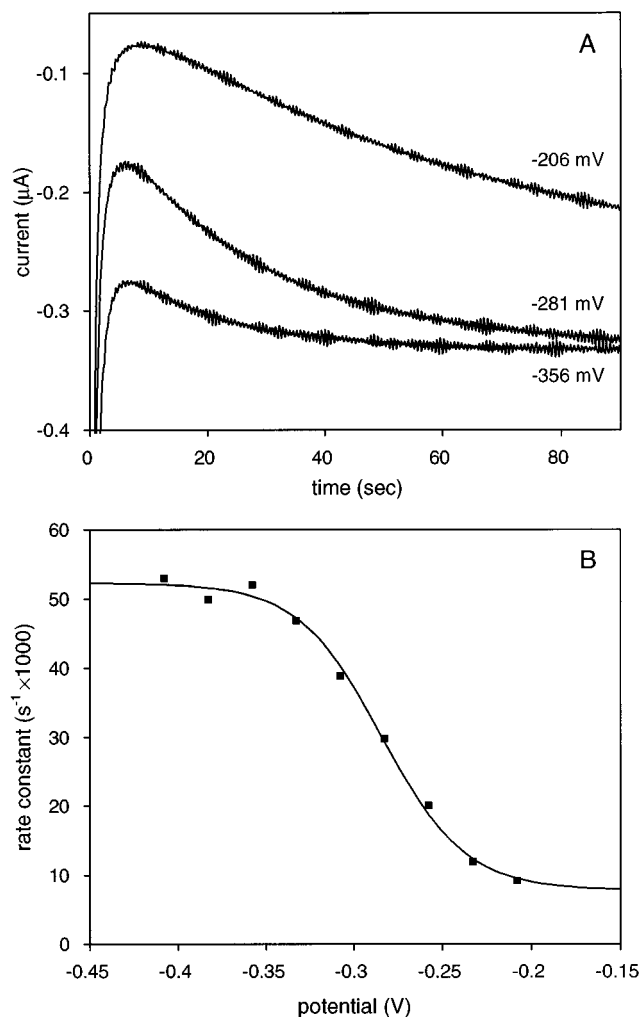 A
-0.1
-0.2
-0.3
-0.4
current (μA)
-206 mV
-281 mV
-356 mV
0 20 40 60 80
time (sec)
B
60
50
40
30
20
10
0
rate constant (s⁻¹ ×1000)
-0.45 -0.4 -0.35 -0.3 -0.25 -0.2 -0.15
potential (V)